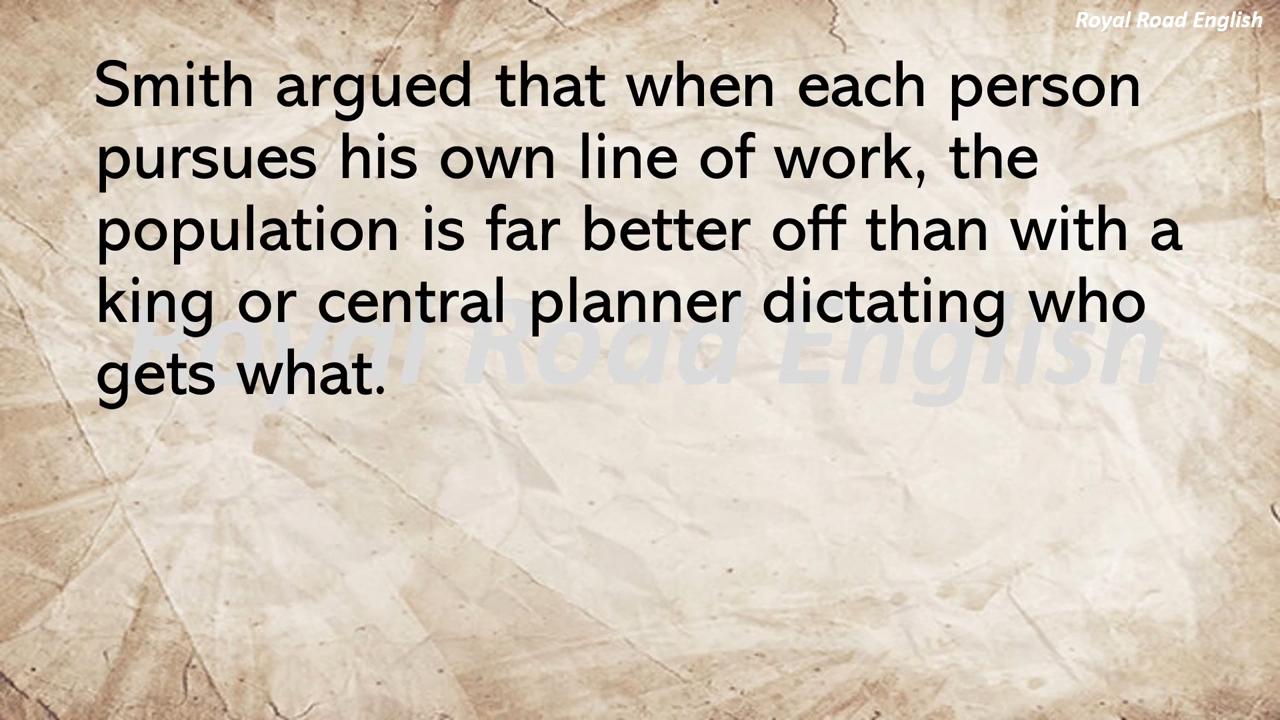 Royal Road English
Smith argued that when each person
pursues his own line of work, the
population is far better off than with a
king or central planner dictating who
gets what.
Royal Road English